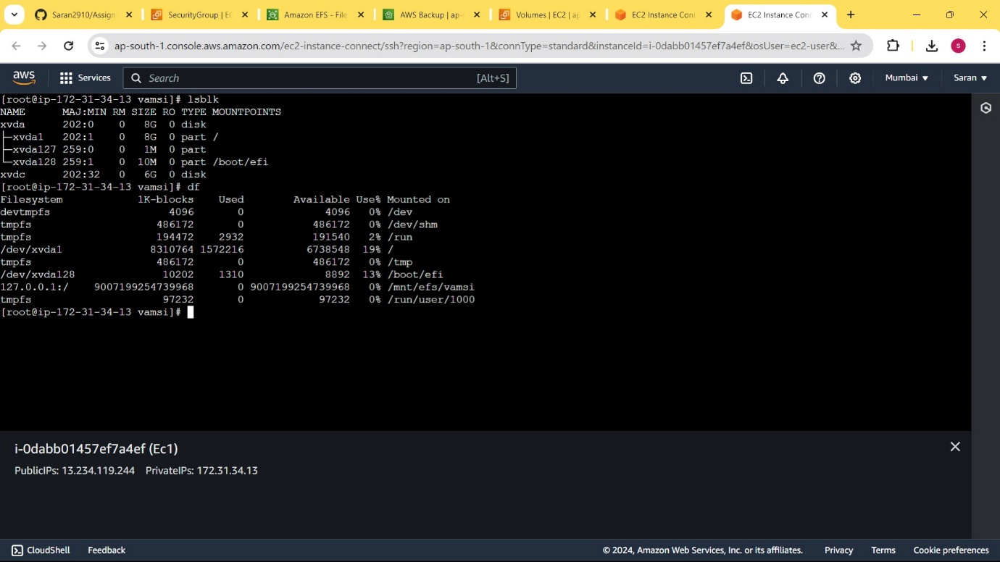 Saran2910/Assign
SecurityGroup | EC
Amazon EFS - File
AWS Backup | ap-
Volumes | EC2 | ap
EC2 Instance Conn
EC2 Instance Conn
ap-south-1.console.aws.amazon.com/ec2-instance-connect/ssh?region=ap-south-1&connType=standard&instanceId=i-0dabb01457ef7a4ef&osUser=ec2-user&...
S
aws
Services
Search
[Alt+S]
Mumbai
Saran
[root@ip-172-31-34-13 vamsi]# lsblk
NAME      MAJ:MIN RM SIZE RO TYPE MOUNTPOINTS
xvda      202:0    0   8G  0 disk
├─xvda1   202:1    0   8G  0 part /
├─xvda127 259:0    0   1M  0 part
└─xvda128 259:1    0  10M  0 part /boot/efi
xvdc      202:32   0   6G  0 disk
[root@ip-172-31-34-13 vamsi]# df
Filesystem            1K-blocks    Used        Available Use% Mounted on
devtmpfs                   4096       0             4096   0% /dev
tmpfs                    486172       0           486172   0% /dev/shm
tmpfs                    194472    2932           191540   2% /run
/dev/xvda1              8310764 1572216          6738548  19% /
tmpfs                    486172       0           486172   0% /tmp
/dev/xvda128              10202    1310             8892  13% /boot/efi
127.0.0.1:/    9007199254739968       0 9007199254739968   0% /mnt/efs/vamsi
tmpfs                     97232       0            97232   0% /run/user/1000
[root@ip-172-31-34-13 vamsi]#
i-0dabb01457ef7a4ef (Ec1)
PublicIPs: 13.234.119.244 PrivateIPs: 172.31.34.13
CloudShell
Feedback
© 2024, Amazon Web Services, Inc. or its affiliates.
Privacy
Terms
Cookie preferences